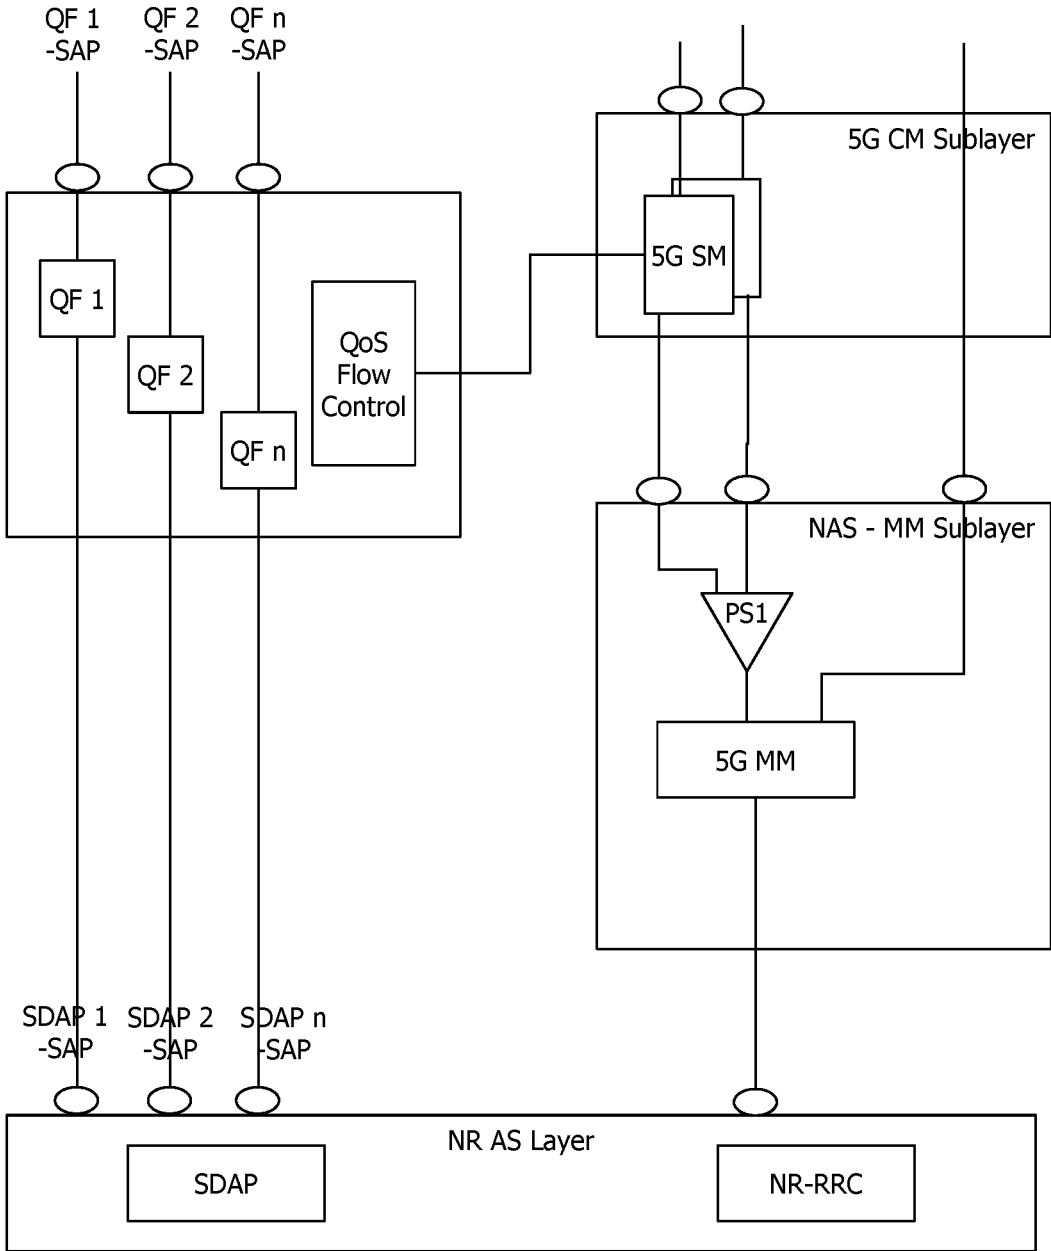 QF 1
-SAP
QF 2
-SAP
QF n
-SAP
5G CM Sublayer
5G SM
QF 1
QF 2
QF n
QoS
Flow
Control
NAS - MM Sublayer
PS1
5G MM
SDAP 1
-SAP
SDAP 2
-SAP
SDAP n
-SAP
NR AS Layer
SDAP
NR-RRC